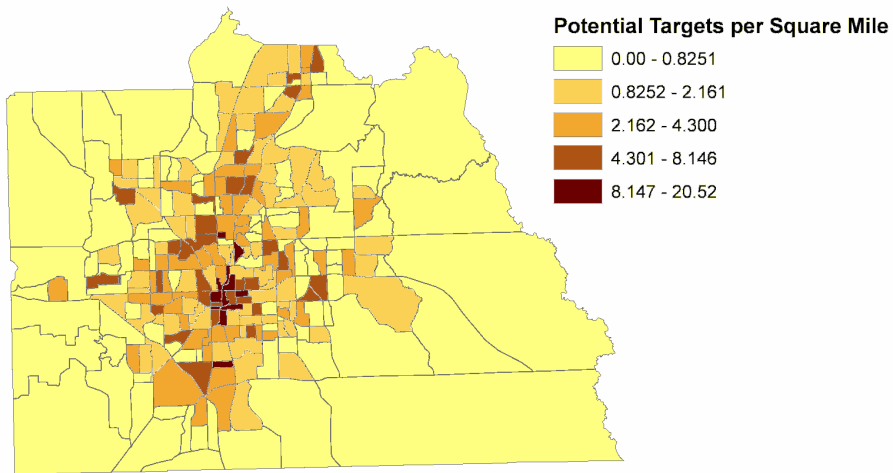 Potential Targets per Square Mile
0.00 - 0.8251
0.8252 - 2.161
2.162 - 4.300
4.301 - 8.146
8.147 - 20.52